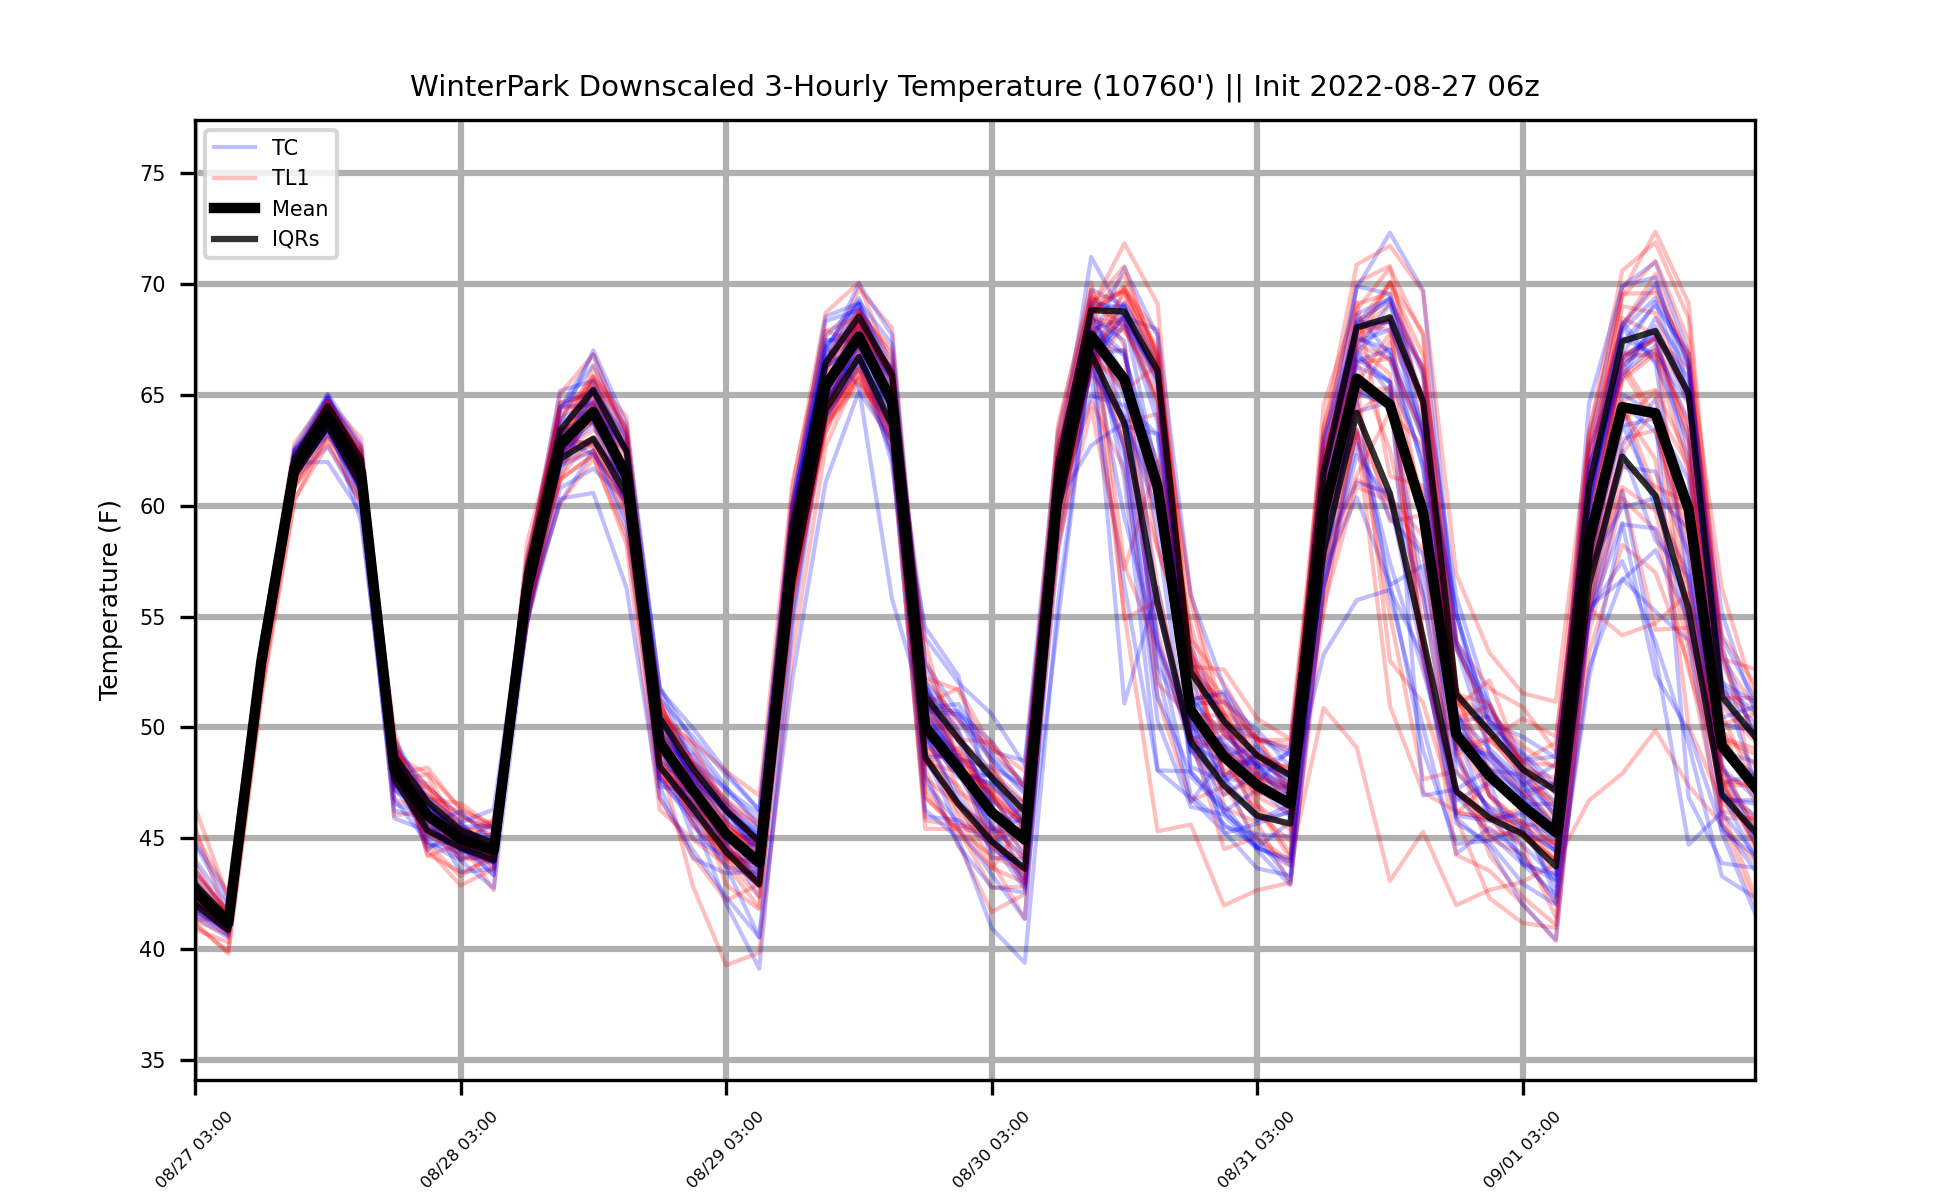 WinterPark Downscaled 3-Hourly Temperature (10760') || Init 2022-08-27 06z
TC
TL1
Mean
IQRs
Temperature (F)
75
70
65
60
55
50
45
40
35
08/27 03:00
08/28 03:00
08/29 03:00
08/30 03:00
08/31 03:00
09/01 03:00